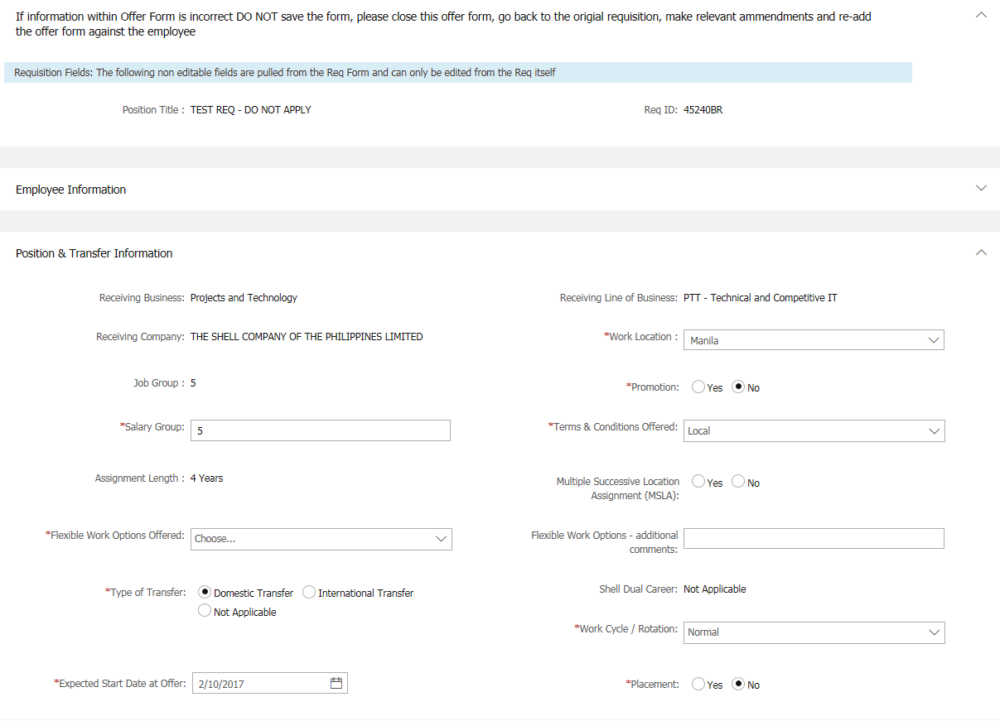 If information within Offer Form is incorrect DO NOT save the form, please close this offer form, go back to the origial requisition, make relevant ammendments and re-add
the offer form against the employee
Requisition Fields: The following non editable fields are pulled from the Req Form and can only be edited from the Req itself
Position Title : TEST REQ - DO NOT APPLY
Req ID: 45240BR
Employee Information
Position & Transfer Information
Receiving Business: Projects and Technology
Receiving Line of Business: PTT - Technical and Competitive IT
Receiving Company: THE SHELL COMPANY OF THE PHILIPPINES LIMITED
*Work Location : Manila
Job Group : 5
*Promotion: Yes No
*Salary Group: 5
*Terms & Conditions Offered: Local
Assignment Length : 4 Years
Multiple Successive Location
Assignment (MSLA):
Yes No
*Flexible Work Options Offered: Choose...
Flexible Work Options - additional
comments:
*Type of Transfer: Domestic Transfer International Transfer
Not Applicable
Shell Dual Career: Not Applicable
*Work Cycle / Rotation: Normal
*Expected Start Date at Offer: 2/10/2017
*Placement: Yes No